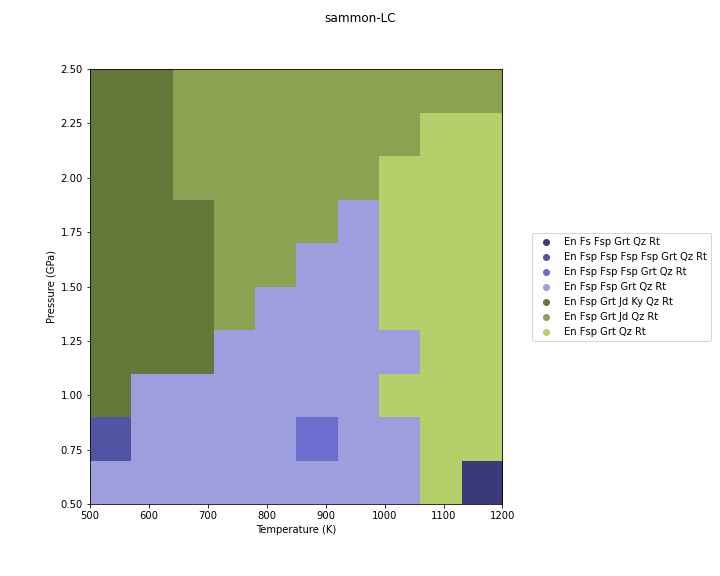 sammon-LC
2.50
2.25
2.00
1.75
1.50
1.25
1.00
0.75
0.50
Pressure (GPa)
500 600 700 800 900 1000 1100 1200
Temperature (K)
En Fs Fsp Grt Qz Rt
En Fsp Fsp Fsp Fsp Grt Qz Rt
En Fsp Fsp Fsp Grt Qz Rt
En Fsp Fsp Grt Qz Rt
En Fsp Grt Jd Ky Qz Rt
En Fsp Grt Jd Qz Rt
En Fsp Grt Qz Rt